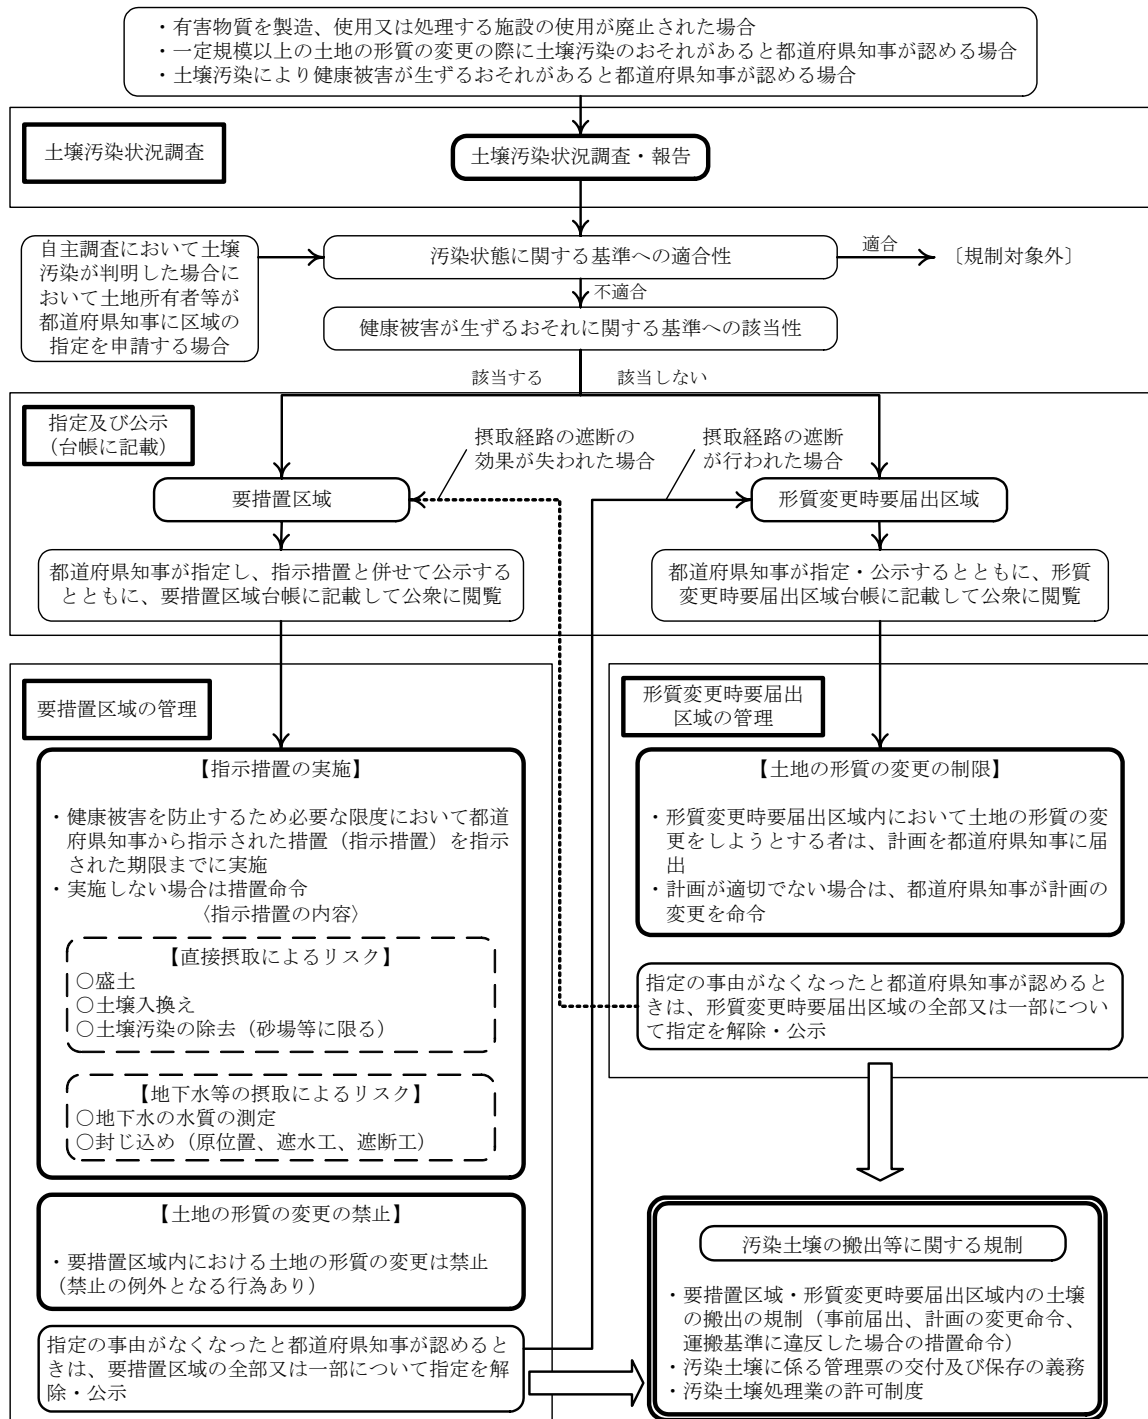 ・有害物質を製造、使用又は処理する施設の使用が廃止された場合
・一定規模以上の土地の形質の変更の際に土壌汚染のおそれがあると都道府県知事が認める場合
・土壌汚染により健康被害が生ずるおそれがあると都道府県知事が認める場合
土壌汚染状況調査
土壌汚染状況調査・報告
自主調査において土壌
汚染が判明した場合に
おいて土地所有者等が
都道府県知事に区域の
指定を申請する場合
汚染状態に関する基準への適合性
適合
〔規制対象外〕
不適合
健康被害が生ずるおそれに関する基準への該当性
該当する
該当しない
指定及び公示
（台帳に記載）
摂取経路の遮断の
効果が失われた場合
摂取経路の遮断
が行われた場合
要措置区域
形質変更時要届出区域
都道府県知事が指定し、指示措置と併せて公示する
とともに、要措置区域台帳に記載して公衆に閲覧
都道府県知事が指定・公示するとともに、形質
変更時要届出区域台帳に記載して公衆に閲覧
要措置区域の管理
【指示措置の実施】
・健康被害を防止するため必要な限度において都道
府県知事から指示された措置（指示措置）を指示
された期限までに実施
・実施しない場合は措置命令
〈指示措置の内容〉
【直接摂取によるリスク】
○盛土
○土壌入換え
○土壌汚染の除去（砂場等に限る）
【地下水等の摂取によるリスク】
○地下水の水質の測定
○封じ込め（原位置、遮水工、遮断工）
【土地の形質の変更の禁止】
・要措置区域内における土地の形質の変更は禁止
（禁止の例外となる行為あり）
指定の事由がなくなったと都道府県知事が認めると
きは、要措置区域の全部又は一部について指定を解
除・公示
形質変更時要届出
区域の管理
【土地の形質の変更の制限】
・形質変更時要届出区域内において土地の形質の変
更をしようとする者は、計画を都道府県知事に届
出
・計画が適切でない場合は、都道府県知事が計画の
変更を命令
指定の事由がなくなったと都道府県知事が認めると
きは、形質変更時要届出区域の全部又は一部につい
て指定を解除・公示
汚染土壌の搬出等に関する規制
・要措置区域・形質変更時要届出区域内の土壌
の搬出の規制（事前届出、計画の変更命令、
運搬基準に違反した場合の措置命令）
・汚染土壌に係る管理票の交付及び保存の義務
・汚染土壌処理業の許可制度